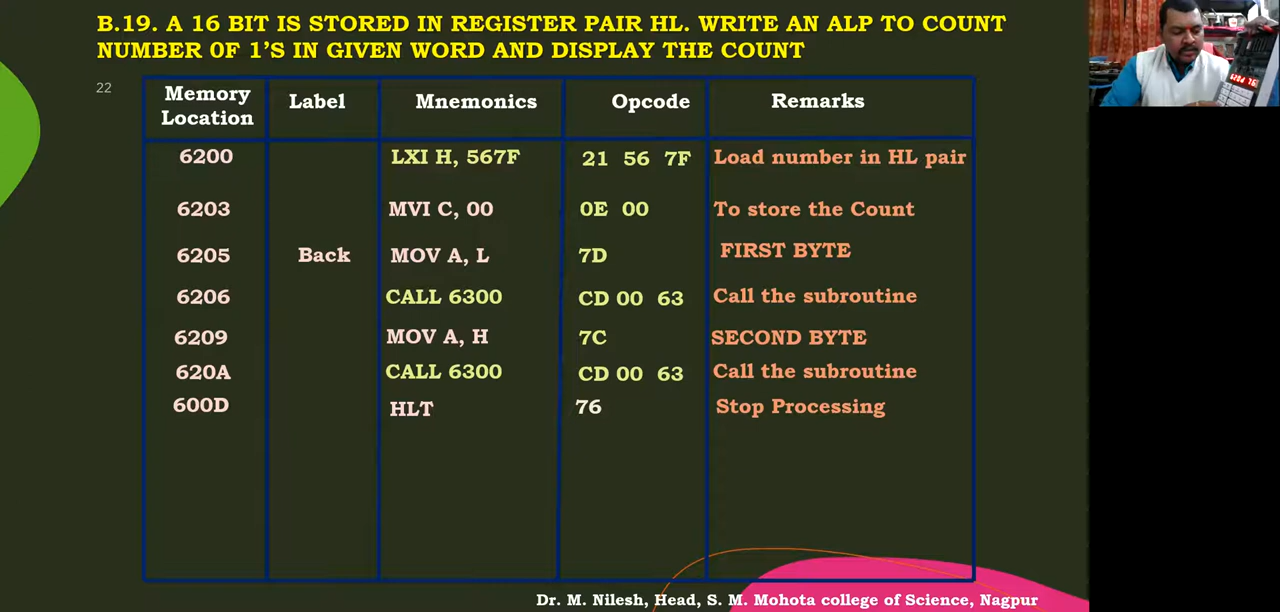 B.19. A 16 BIT IS STORED IN REGISTER PAIR HL. WRITE AN ALP TO COUNT
NUMBER 0F 1'S IN GIVEN WORD AND DISPLAY THE COUNT
22
Memory Location Label Mnemonics Opcode Remarks
6200 LXI H, 567F 21 56 7F Load number in HL pair
6203 MVI C, 00 0E 00 To store the Count
6205 Back MOV A, L 7D FIRST BYTE
6206 CALL 6300 CD 00 63 Call the subroutine
6209 MOV A, H 7C SECOND BYTE
620A CALL 6300 CD 00 63 Call the subroutine
600D HLT 76 Stop Processing
Dr. M. Nilesh, Head, S. M. Mohota college of Science, Nagpur